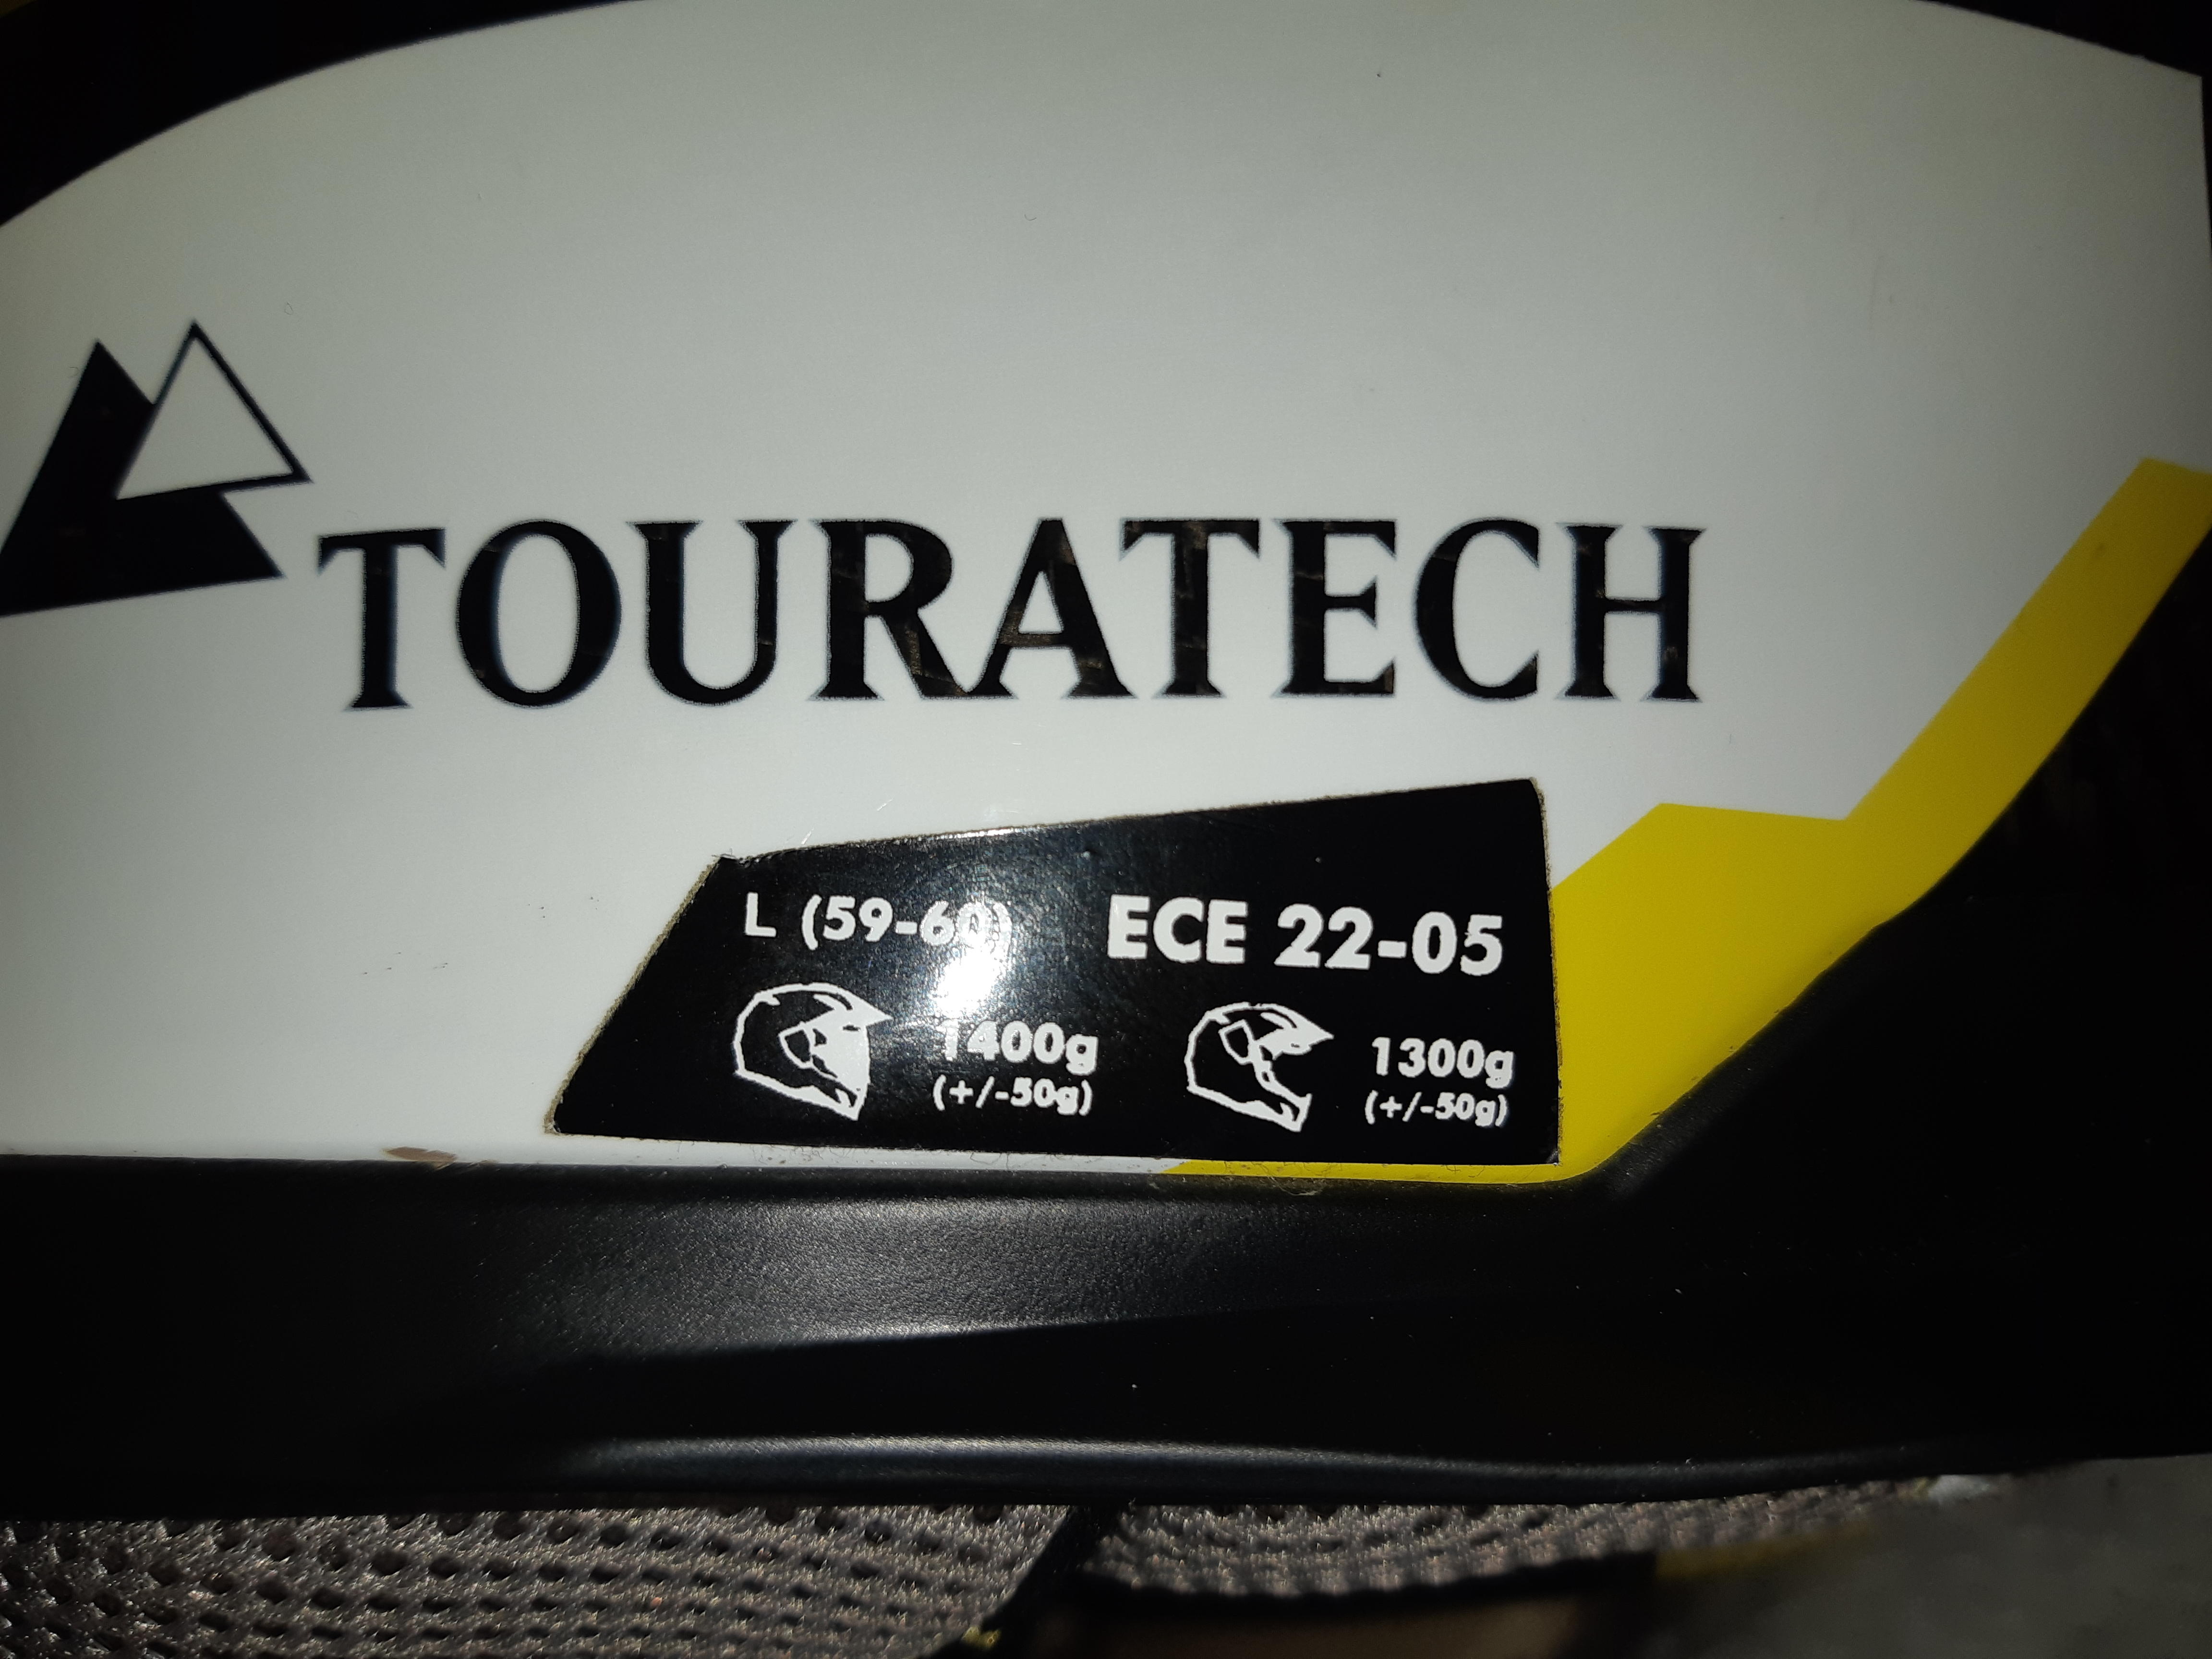 TOURATECH
L (59-60) ECE 22-05
1400g 1300g
(+/-50g) (+/-50g)